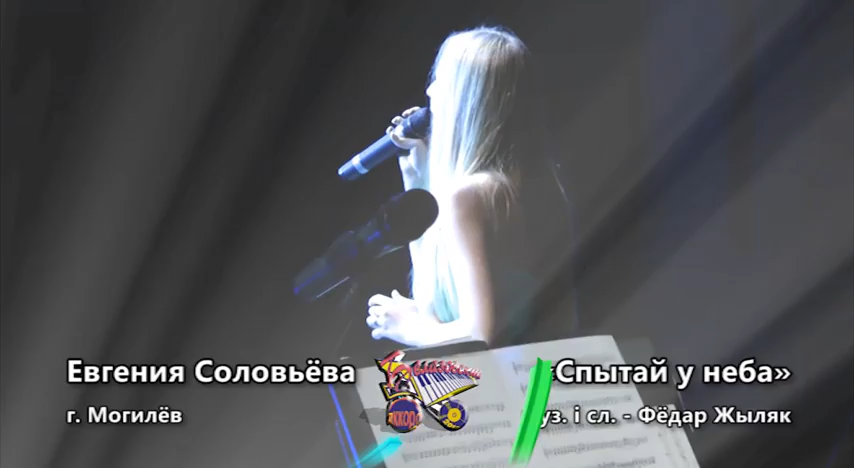 Евгения Соловьёва
«Спытай у неба»
г. Могилёв
уз. і сл. - Фёдар Жыляк